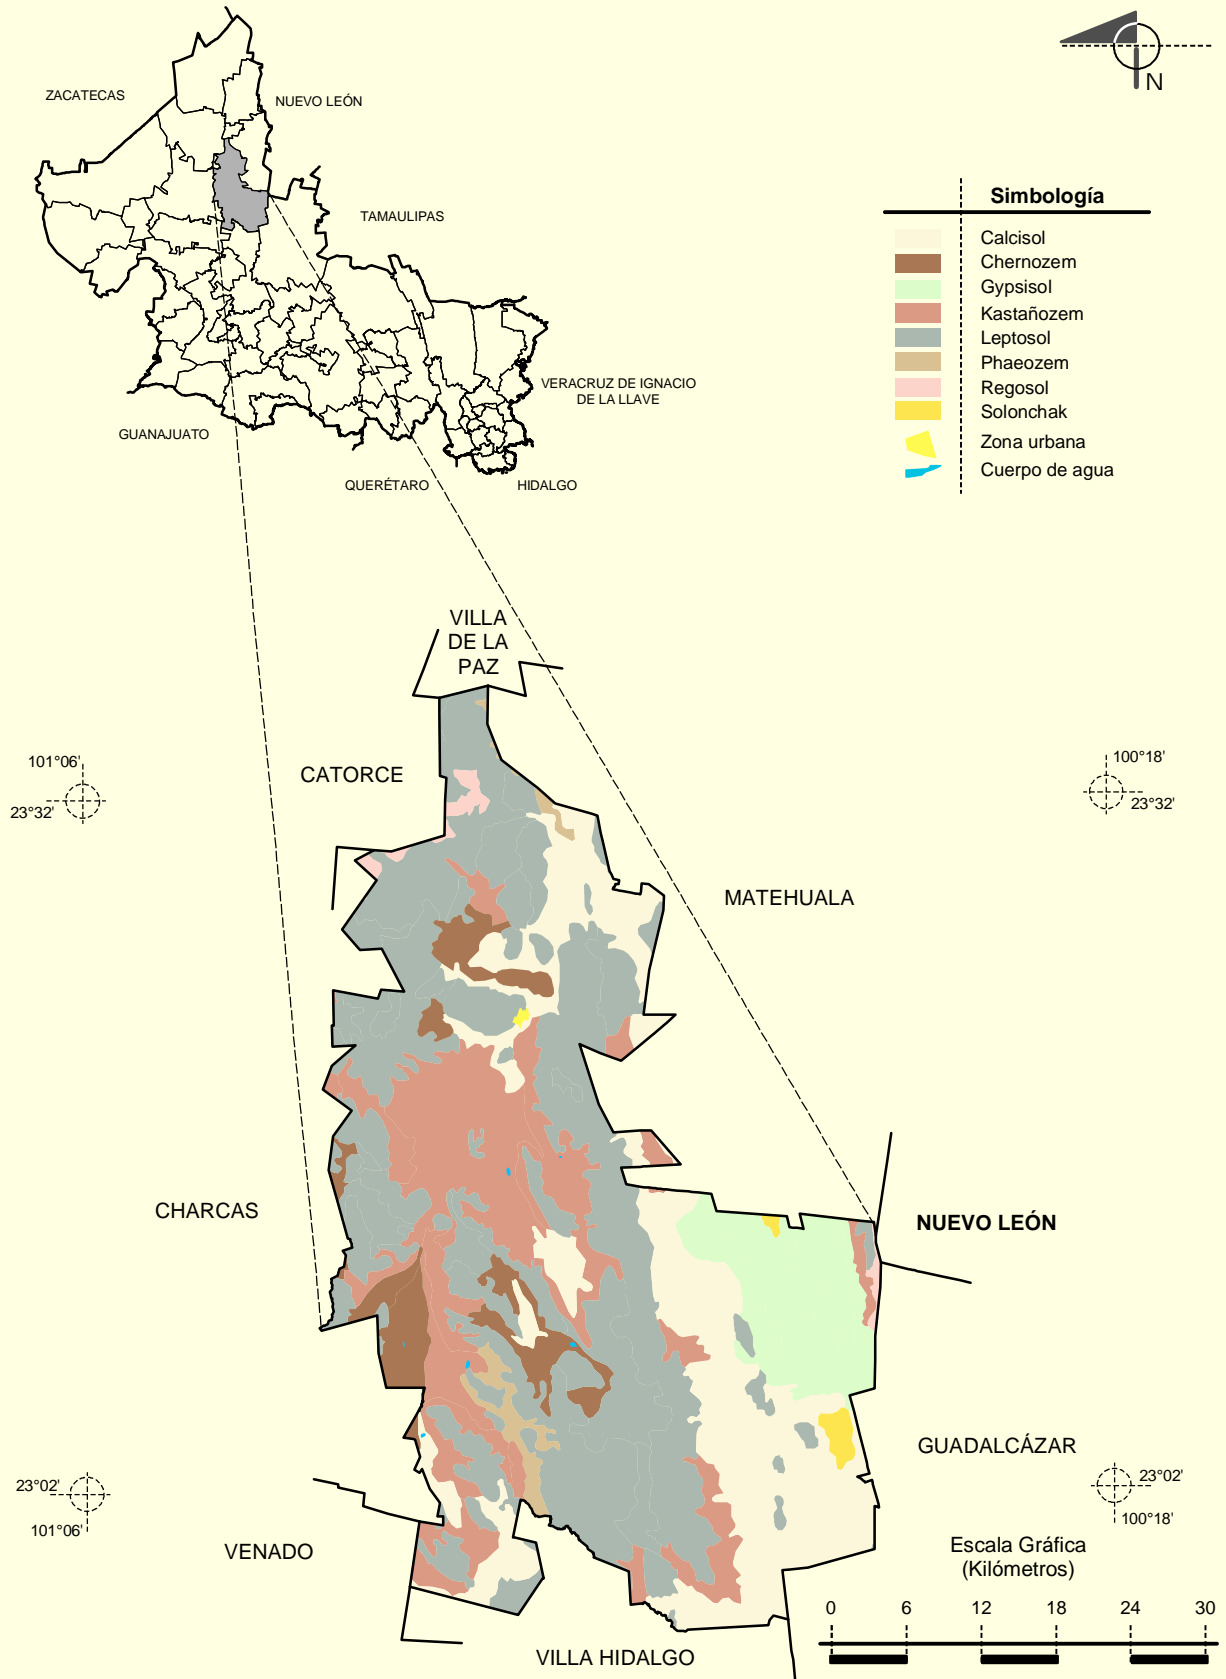 ZACATECAS
NUEVO LEÓN
TAMAULIPAS
VERACRUZ DE IGNACIO
DE LA LLAVE
GUANAJUATO
QUERÉTARO
HIDALGO
N
Simbología
Calcisol
Chernozem
Gypsisol
Kastañozem
Leptosol
Phaeozem
Regosol
Solonchak
Zona urbana
Cuerpo de agua
VILLA
DE LA
PAZ
101°06'
23°32'
CATORCE
100°18'
23°32'
MATEHUALA
CHARCAS
NUEVO LEÓN
GUADALCÁZAR
23°02'
101°06'
23°02'
100°18'
VENADO
VILLA HIDALGO
Escala Gráfica
(Kilómetros)
0 6 12 18 24 30